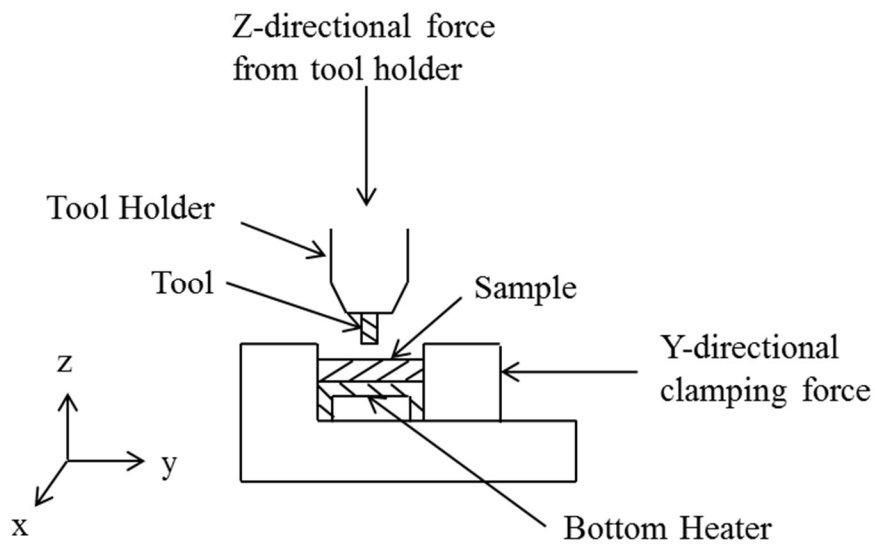 Z-directional force
from tool holder
Tool Holder
Tool
Sample
Y-directional
clamping force
z
y
x
Bottom Heater